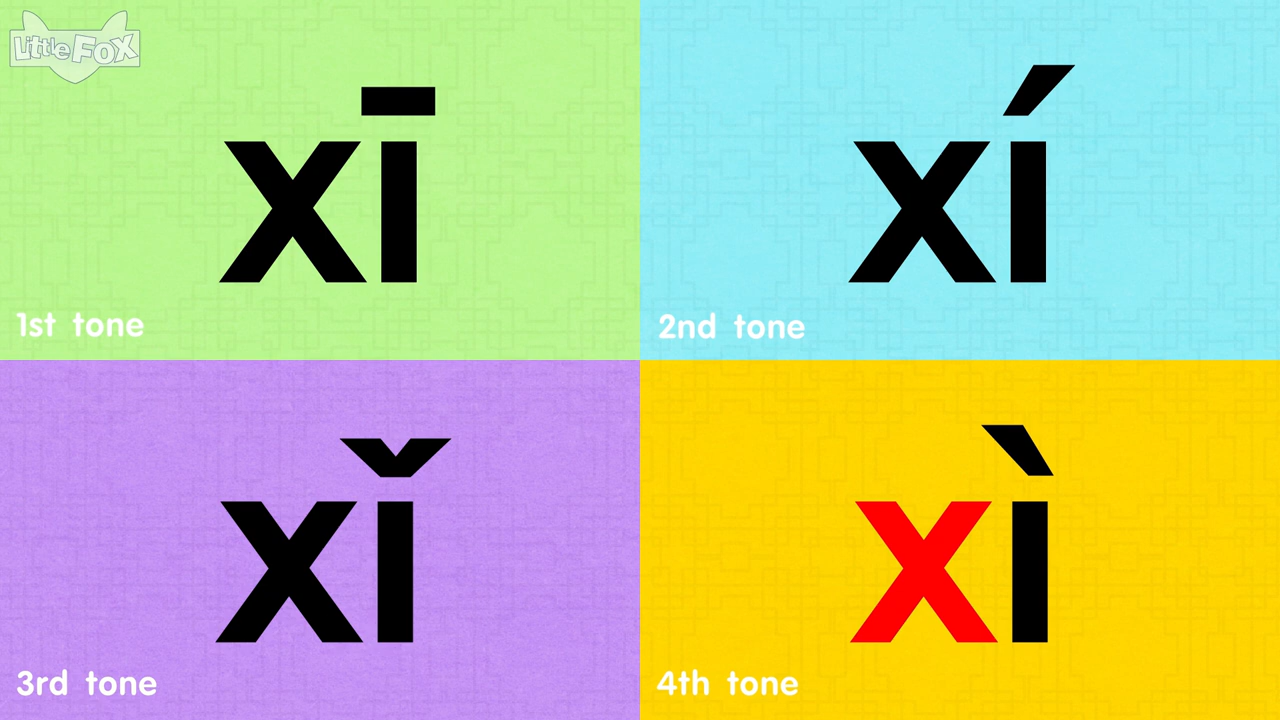 Little Fox
xī
1st tone
xí
2nd tone
xǐ
3rd tone
xì
4th tone